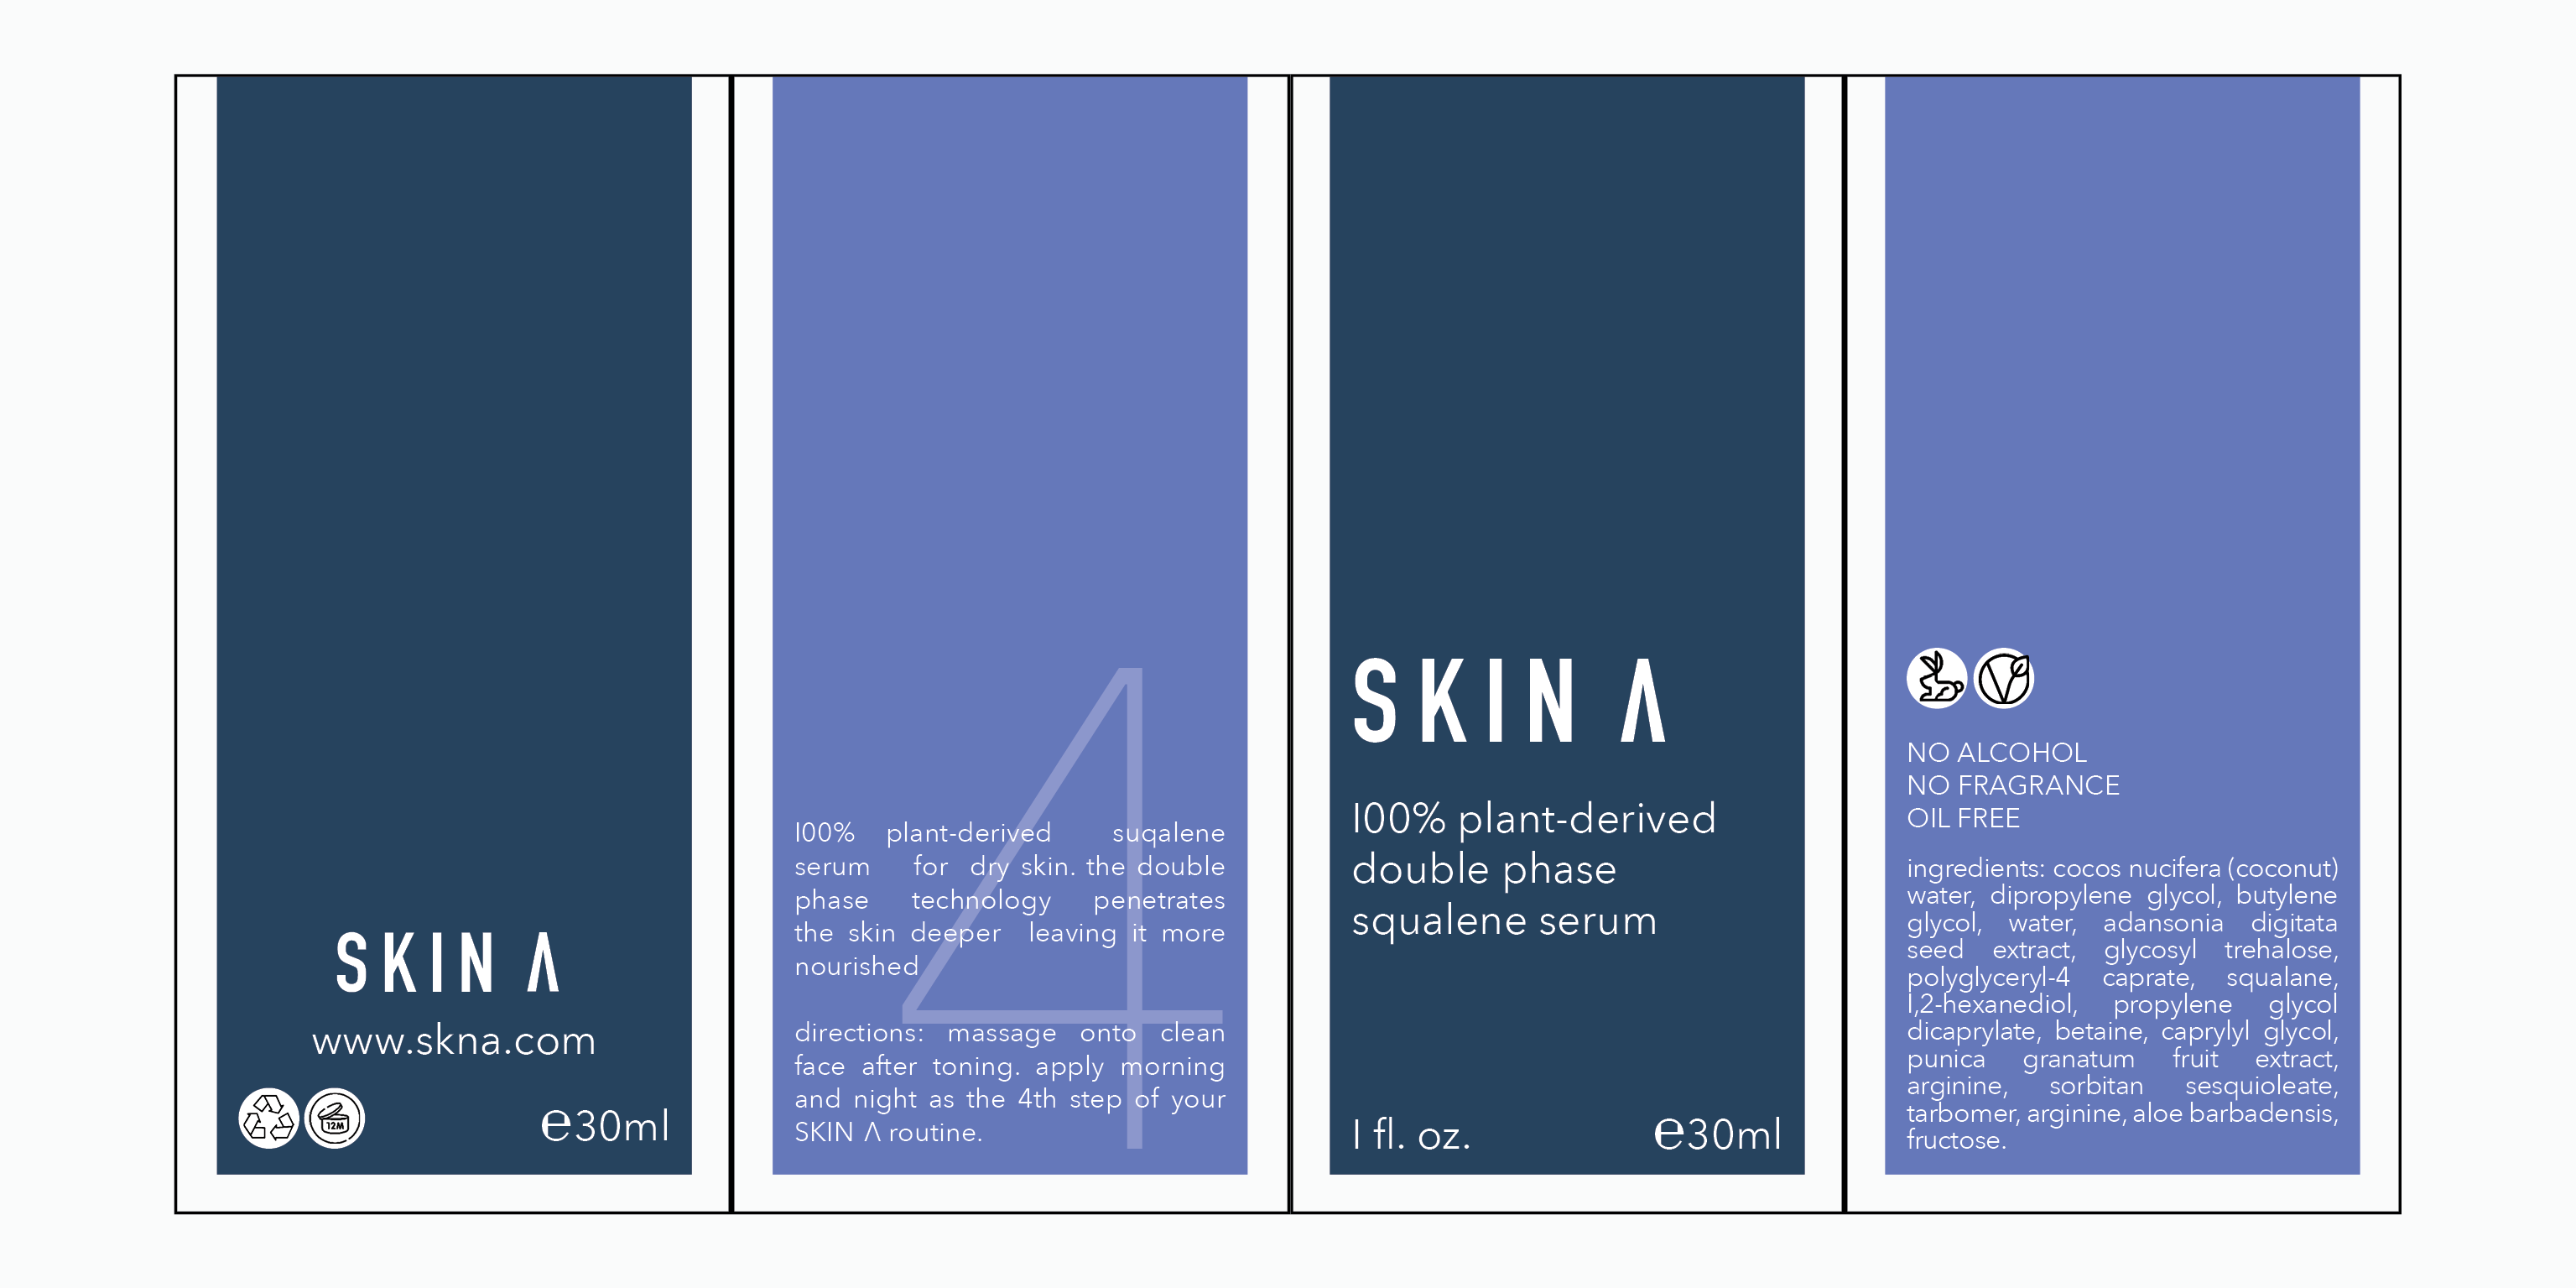 SKIN Λ
www.skna.com
12M
℮30ml
4
100% plant-derived suqalene
serum for dry skin. the double
phase technology penetrates
the skin deeper leaving it more
nourished
directions: massage onto clean
face after toning. apply morning
and night as the 4th step of your
SKIN Λ routine.
SKIN Λ
100% plant-derived
double phase
squalene serum
1 fl. oz.
℮30ml
NO ALCOHOL
NO FRAGRANCE
OIL FREE
ingredients: cocos nucifera (coconut)
water, dipropylene glycol, butylene
glycol, water, adansonia digitata
seed extract, glycosyl trehalose,
polyglyceryl-4 caprate, squalane,
1,2-hexanediol, propylene glycol
dicaprylate, betaine, caprylyl glycol,
punica granatum fruit extract,
arginine, sorbitan sesquioleate,
tarbomer, arginine, aloe barbadensis,
fructose.